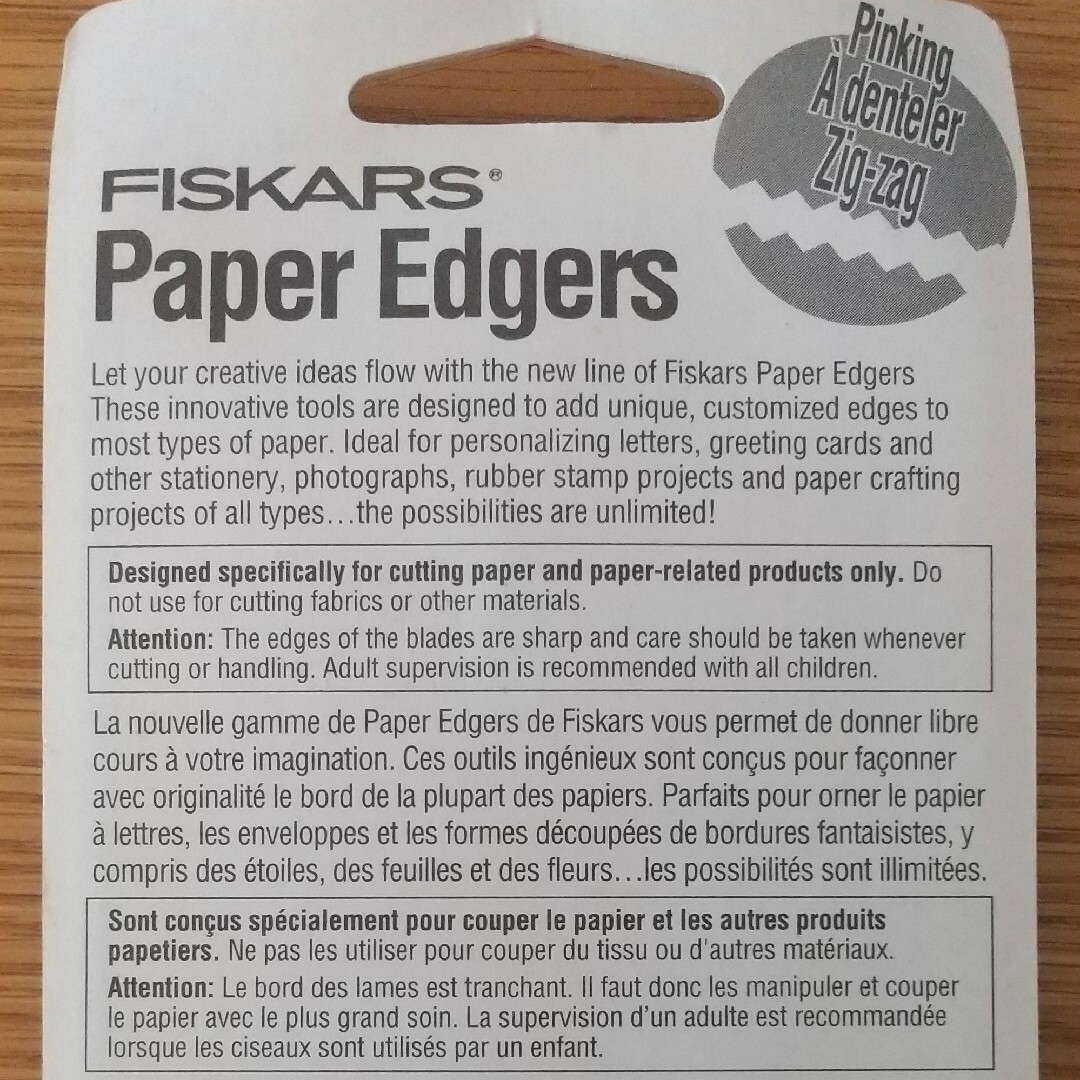 Pinking
À denteler
Zig-zag
FISKARS®
Paper Edgers
Let your creative ideas flow with the new line of Fiskars Paper Edgers
These innovative tools are designed to add unique, customized edges to
most types of paper. Ideal for personalizing letters, greeting cards and
other stationery, photographs, rubber stamp projects and paper crafting
projects of all types...the possibilities are unlimited!
Designed specifically for cutting paper and paper-related products only. Do
not use for cutting fabrics or other materials.
Attention: The edges of the blades are sharp and care should be taken whenever
cutting or handling. Adult supervision is recommended with all children.
La nouvelle gamme de Paper Edgers de Fiskars vous permet de donner libre
cours à votre imagination. Ces outils ingénieux sont conçus pour façonner
avec originalité le bord de la plupart des papiers. Parfaits pour orner le papier
à lettres, les enveloppes et les formes découpées de bordures fantaisistes, y
compris des étoiles, des feuilles et des fleurs...les possibilités sont illimitées.
Sont conçus spécialement pour couper le papier et les autres produits
papetiers. Ne pas les utiliser pour couper du tissu ou d'autres matériaux.
Attention: Le bord des lames est tranchant. Il faut donc les manipuler et couper
le papier avec le plus grand soin. La supervision d'un adulte est recommandée
lorsque les ciseaux sont utilisés par un enfant.